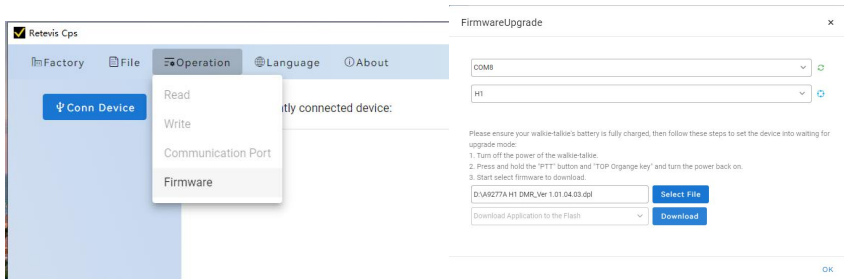 Retevis Cps
Factory File Operation Language About
Conn Device
tly connected device:
Read
Write
Communication Port
Firmware
FirmwareUpgrade
COM8
H1
Please ensure your walkie-talkie's battery is fully charged, then follow these steps to set the device into waiting for
upgrade mode:
1. Turn off the power of the walkie-talkie.
2. Press and hold the "PTT" button and "TOP Organge key" and turn the power back on.
3. Start select firmware to download.
D:\A9277A H1 DMR_Ver 1.01.04.03.dpl Select File
Download Application to the Flash Download
OK